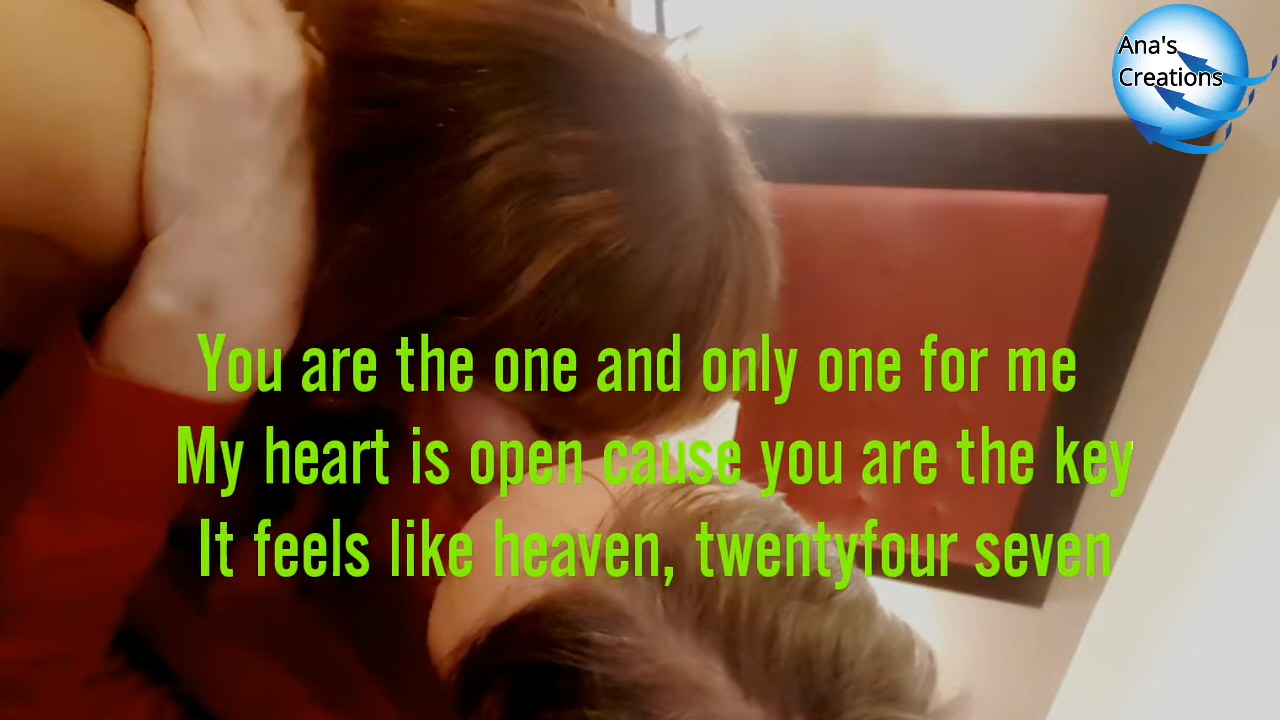 Ana's
Creations
You are the one and only one for me
My heart is open cause you are the key
It feels like heaven, twentyfour seven